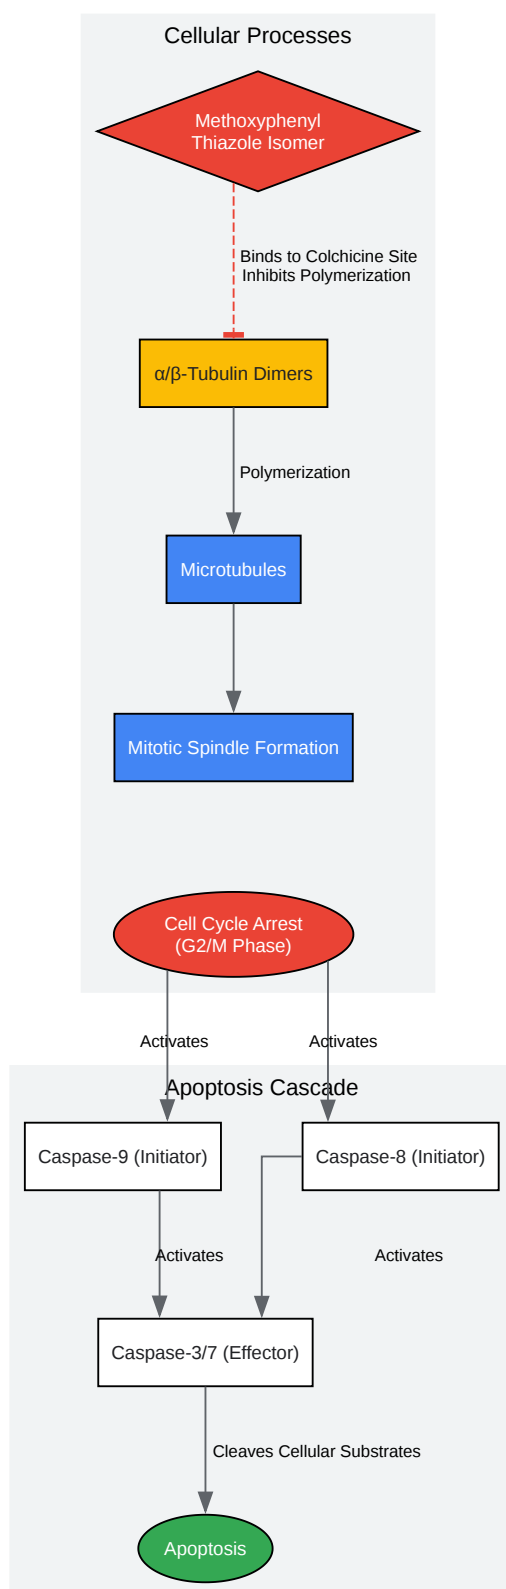 Cellular Processes
Methoxyphenyl
Thiazole Isomer
Binds to Colchicine Site
Inhibits Polymerization
α/β-Tubulin Dimers
Polymerization
Microtubules
Mitotic Spindle Formation
Cell Cycle Arrest
(G2/M Phase)
Activates
Activates
Apoptosis Cascade
Caspase-9 (Initiator)
Caspase-8 (Initiator)
Activates
Activates
Caspase-3/7 (Effector)
Cleaves Cellular Substrates
Apoptosis